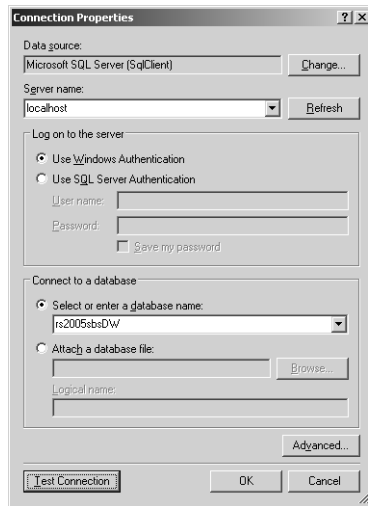 Connection Properties
Data source:
Microsoft SQL Server (SqlClient)
Change...
Server name:
localhost
Refresh
Log on to the server
Use Windows Authentication
Use SQL Server Authentication
User name:
Password:
Save my password
Connect to a database
Select or enter a database name:
rs2005sbsDW
Attach a database file:
Browse...
Logical name:
Advanced...
Test Connection
OK
Cancel